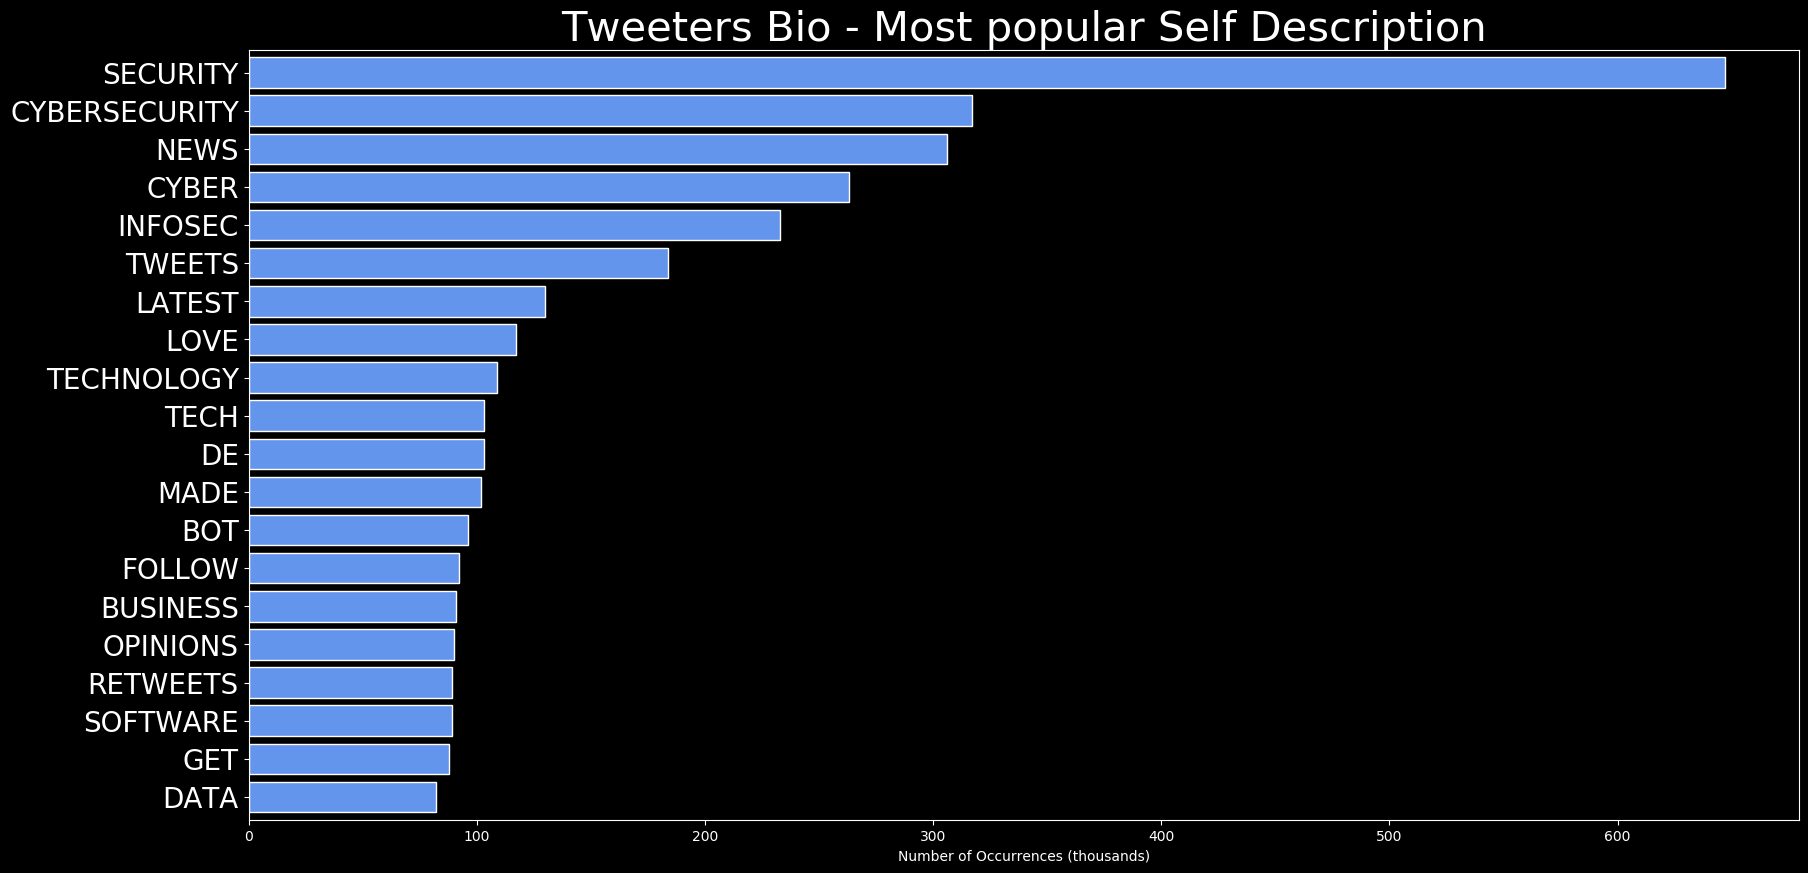 Tweeters Bio - Most popular Self Description
SECURITY
CYBERSECURITY
NEWS
CYBER
INFOSEC
TWEETS
LATEST
LOVE
TECHNOLOGY
TECH
DE
MADE
BOT
FOLLOW
BUSINESS
OPINIONS
RETWEETS
SOFTWARE
GET
DATA
0 100 200 300 400 500 600
Number of Occurrences (thousands)